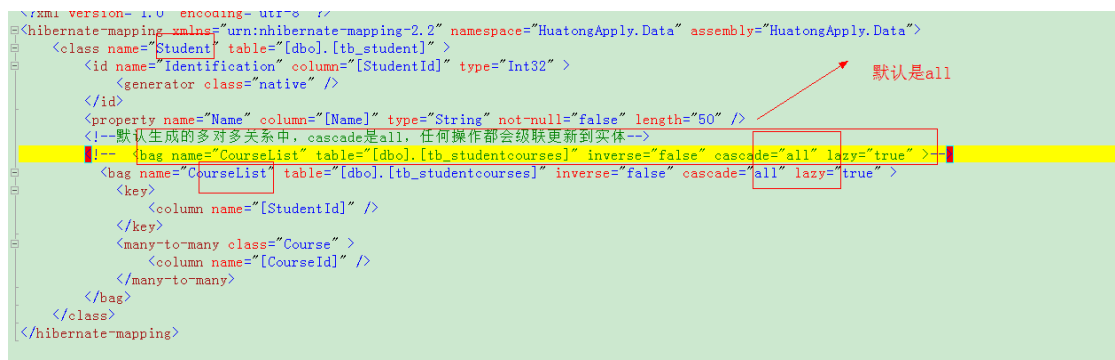 <?xml version="1.0" encoding="utf-8" ?>
<hibernate-mapping xmlns="urn:nhibernate-mapping-2.2" namespace="HuatongApply.Data" assembly="HuatongApply.Data">
<class name="Student" table="[dbo].[tb_student]" >
<id name="Identification" column="[StudentId]" type="Int32" >
默认是all
<generator class="native" />
</id>
<property name="Name" column="[Name]" type="String" not-null="false" length="50" />
<!--默认生成的多对多关系中，cascade是all，任何操作都会级联更新到实体-->
<!-- <bag name="CourseList" table="[dbo].[tb_studentcourses]" inverse="false" cascade="all" lazy="true" >-->
<bag name="CourseList" table="[dbo].[tb_studentcourses]" inverse="false" cascade="all" lazy="true" >
<key>
<column name="[StudentId]" />
</key>
<many-to-many class="Course" >
<column name="[CourseId]" />
</many-to-many>
</bag>
</class>
</hibernate-mapping>